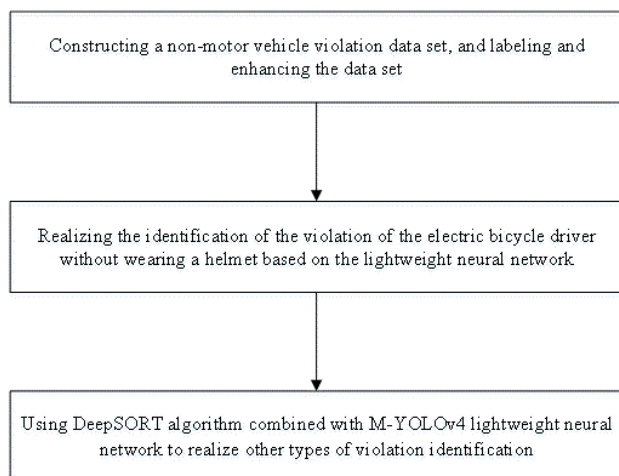 Constructing a non-motor vehicle violation data set, and labeling and
enhancing the data set
Realizing the identification of the violation of the electric bicycle driver
without wearing a helmet based on the lightweight neural network
Using DeepSORT algorithm combined with M-YOLOv4 lightweight neural
network to realize other types of violation identification